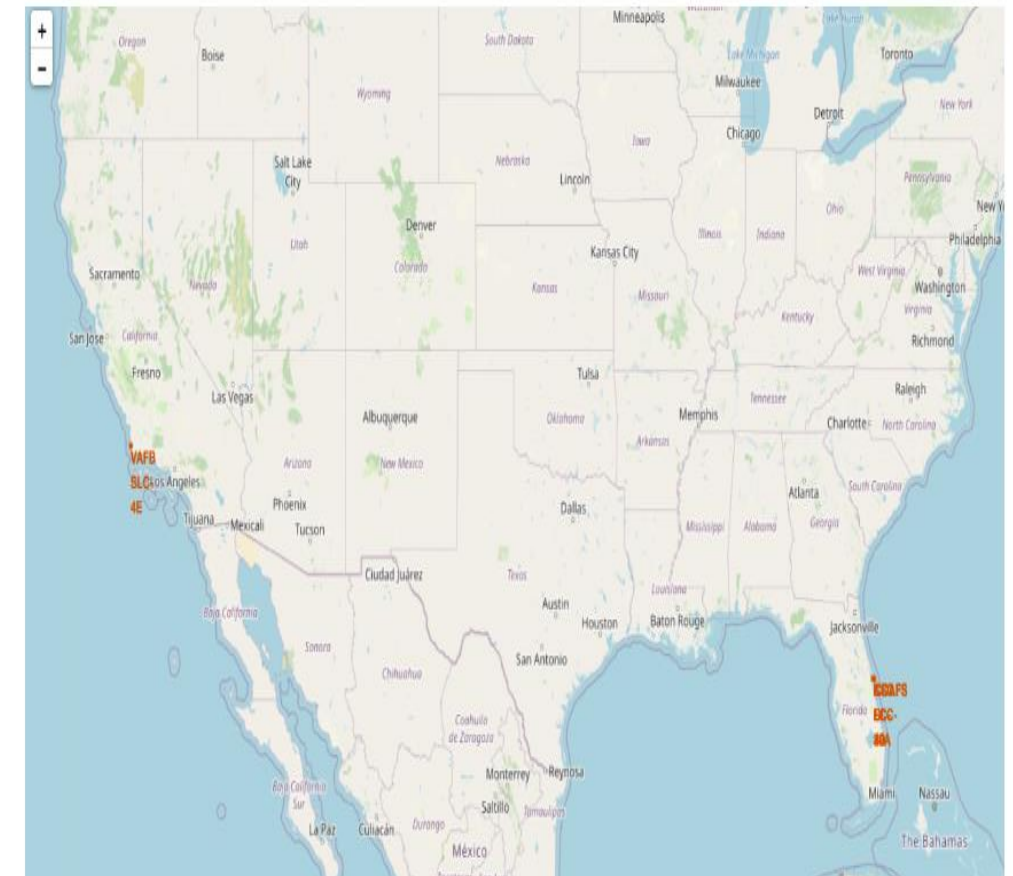 +
-
Minneapolis
Oregon
Boise
South Dakota
Lake Huron
Toronto
Lake Michigan
Wyoming
Milwaukee
Detroit
New York
Chicago
Iowa
Salt Lake
City
Nebraska
Lincoln
Pennsylvania
Ohio
New Y
Denver
Utah
Illinois
Indiana
Philadelphia
Kansas City
Colorado
Sacramento
Nevada
Kansas
Missouri
West Virginia
Washington
Virginia
Kentucky
San Jose
California
Richmond
Fresno
Tulsa
Las Vegas
Raleigh
Tennessee
Albuquerque
Oklahoma
Memphis
Charlotte
North Carolina
Arkansas
VAFB
SLC-
4E
Los Angeles
Arizona
New Mexico
South Carolina
Atlanta
Phoenix
Dallas
Tijuana
Mexicali
Tucson
Mississippi
Alabama
Georgia
Ciudad Juárez
Texas
Louisiana
Austin
Houston
Baton Rouge
Baja California
Jacksonville
Sonora
San Antonio
Chihuahua
Florida
Coahuila
de Zaragoza
Monterrey
Reynosa
Baja California
Sur
Saltillo
Tamaulipas
Miami
Nassau
La Paz
Culiacán
Durango
México
The Bahamas